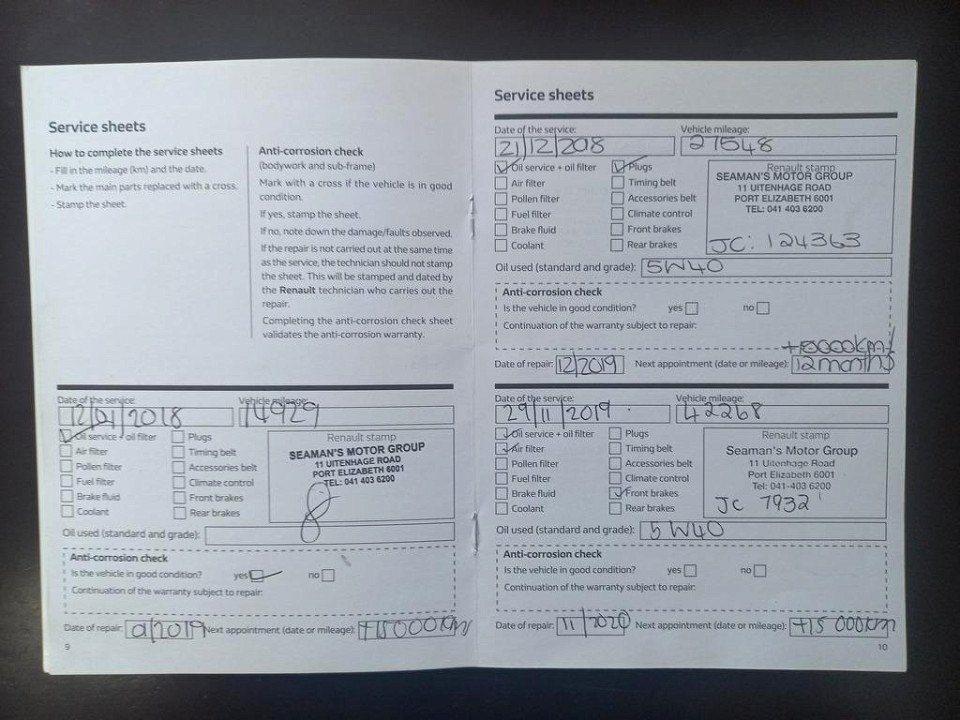 Service sheets
How to complete the service sheets
- Fill in the mileage (km) and the date.
- Mark the main parts replaced with a cross.
- Stamp the sheet.
Anti-corrosion check
(bodywork and sub-frame)
Mark with a cross if the vehicle is in good
condition.
If yes, stamp the sheet.
If no, note down the damage/faults observed.
If the repair is not carried out at the same time
as the service, the technician should not stamp
the sheet. This will be stamped and dated by
the Renault technician who carries out the
repair.
Completing the anti-corrosion check sheet
validates the anti-corrosion warranty.
Date of the service: Vehicle mileage:
12/01/2018 14929
Oil service + oil filter Plugs
Air filter Timing belt
Pollen filter Accessories belt
Fuel filter Climate control
Brake fluid Front brakes
Coolant Rear brakes
Renault stamp
SEAMAN'S MOTOR GROUP
11 UITENHAGE ROAD
PORT ELIZABETH 6001
TEL: 041 403 6200
Oil used (standard and grade):
Anti-corrosion check
Is the vehicle in good condition? yes no
Continuation of the warranty subject to repair:
Date of repair: 01/2019 Next appointment (date or mileage): +15000KM
9
Service sheets
Date of the service: Vehicle mileage:
21/12/208 27548
Oil service + oil filter Plugs
Air filter Timing belt
Pollen filter Accessories belt
Fuel filter Climate control
Brake fluid Front brakes
Coolant Rear brakes
Renault stamp
SEAMAN'S MOTOR GROUP
11 UITENHAGE ROAD
PORT ELIZABETH 6001
TEL: 041 403 6200
JC: 124363
Oil used (standard and grade): 5W40
Anti-corrosion check
Is the vehicle in good condition? yes no
Continuation of the warranty subject to repair:
Date of repair: 12/2019 Next appointment (date or mileage): 12months
Date of the service: Vehicle mileage:
29/11/2019 42268
Oil service + oil filter Plugs
Air filter Timing belt
Pollen filter Accessories belt
Fuel filter Climate control
Brake fluid Front brakes
Coolant Rear brakes
Renault stamp
Seaman's Motor Group
11 Uitenhage Road
Port Elizabeth 6001
Tel: 041-403 6200
JC 7932
Oil used (standard and grade): 5W40
Anti-corrosion check
Is the vehicle in good condition? yes no
Continuation of the warranty subject to repair:
Date of repair: 11/2020 Next appointment (date or mileage): +15 000km
10